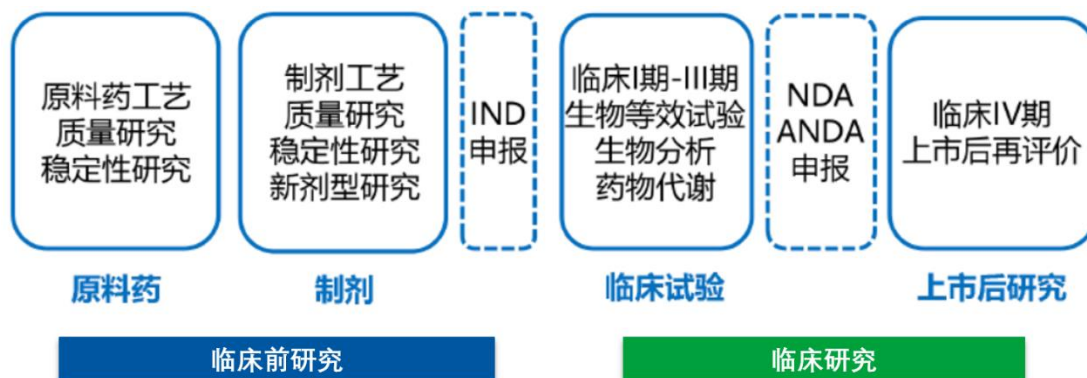 原料药工艺
质量研究
稳定性研究
制剂工艺
质量研究
稳定性研究
新剂型研究
IND
申报
临床I期-III期
生物等效试验
生物分析
药物代谢
NDA
ANDA
申报
临床IV期
上市后再评价
原料药
制剂
临床试验
上市后研究
临床前研究
临床研究